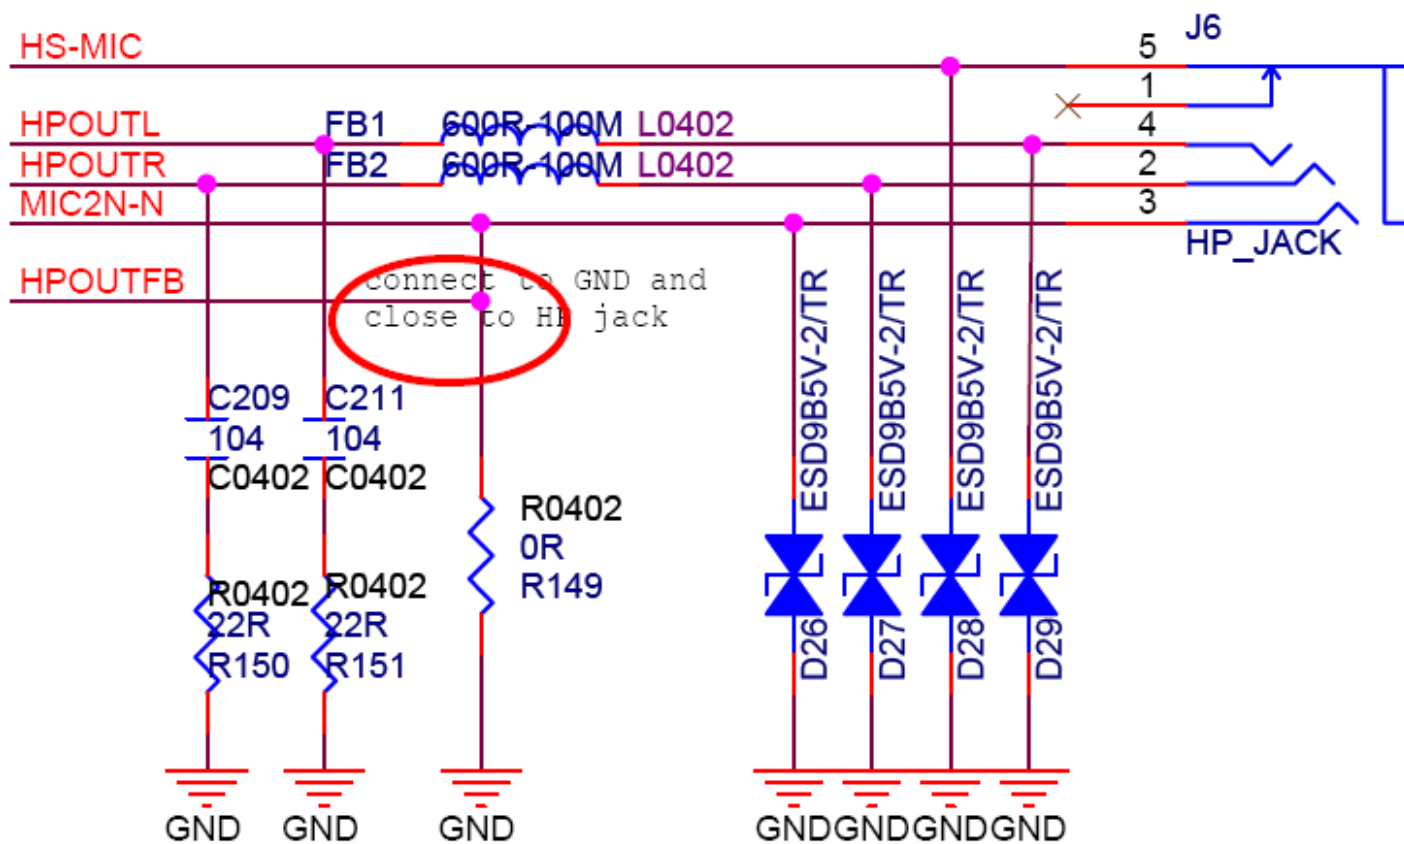 J6
HS-MIC
5
1
HPOUTL FB1 600R-100M L0402
4
HPOUTR FB2 600R-100M L0402
2
MIC2N-N
3
HP_JACK
HPOUTFB
connect to GND and
close to HP jack
C209
104
C0402
C211
104
C0402
R0402
0R
R149
R0402
22R
R150
R0402
22R
R151
ESD9B5V-2/TR
ESD9B5V-2/TR
ESD9B5V-2/TR
ESD9B5V-2/TR
D26
D27
D28
D29
GND
GND
GND
GND
GND
GND
GND